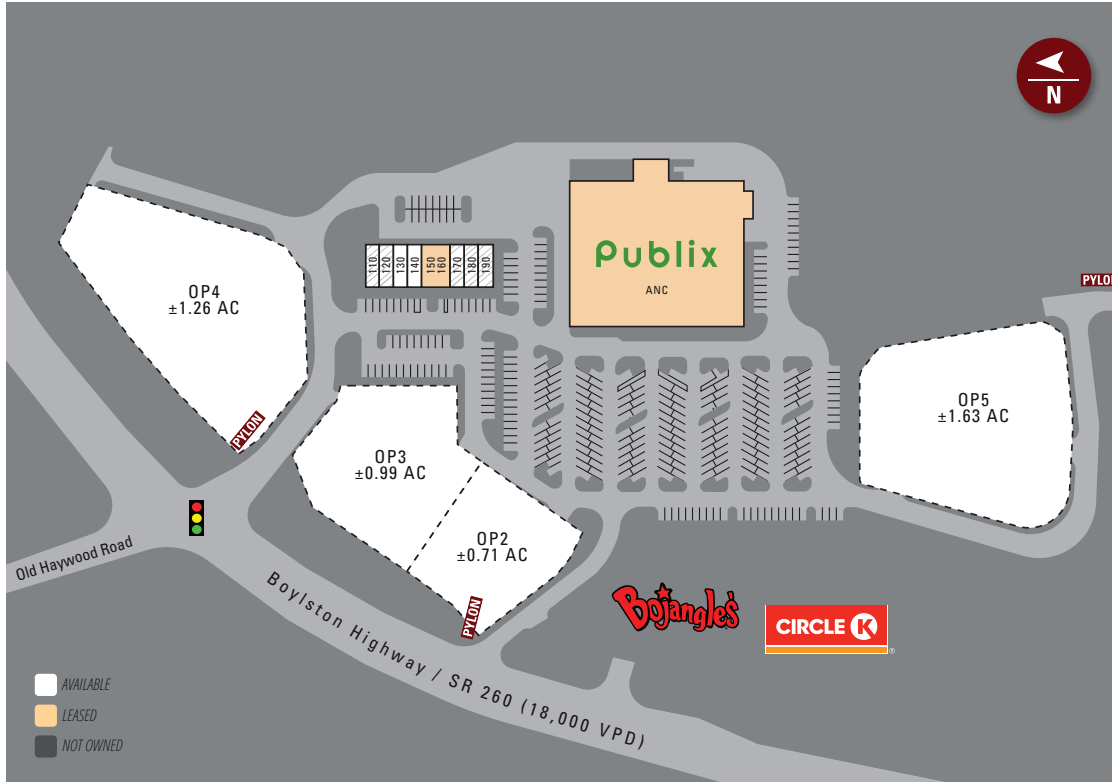 N
PYLON
110
120
130
140
150
160
170
180
190
Publix
ANC
OP4
±1.26 AC
OP5
±1.63 AC
PYLON
OP3
±0.99 AC
OP2
±0.71 AC
Old Haywood Road
Boylston Highway / SR 260 (18,000 VPD)
PYLON
Bojangles'
CIRCLE K
®
AVAILABLE
LEASED
NOT OWNED